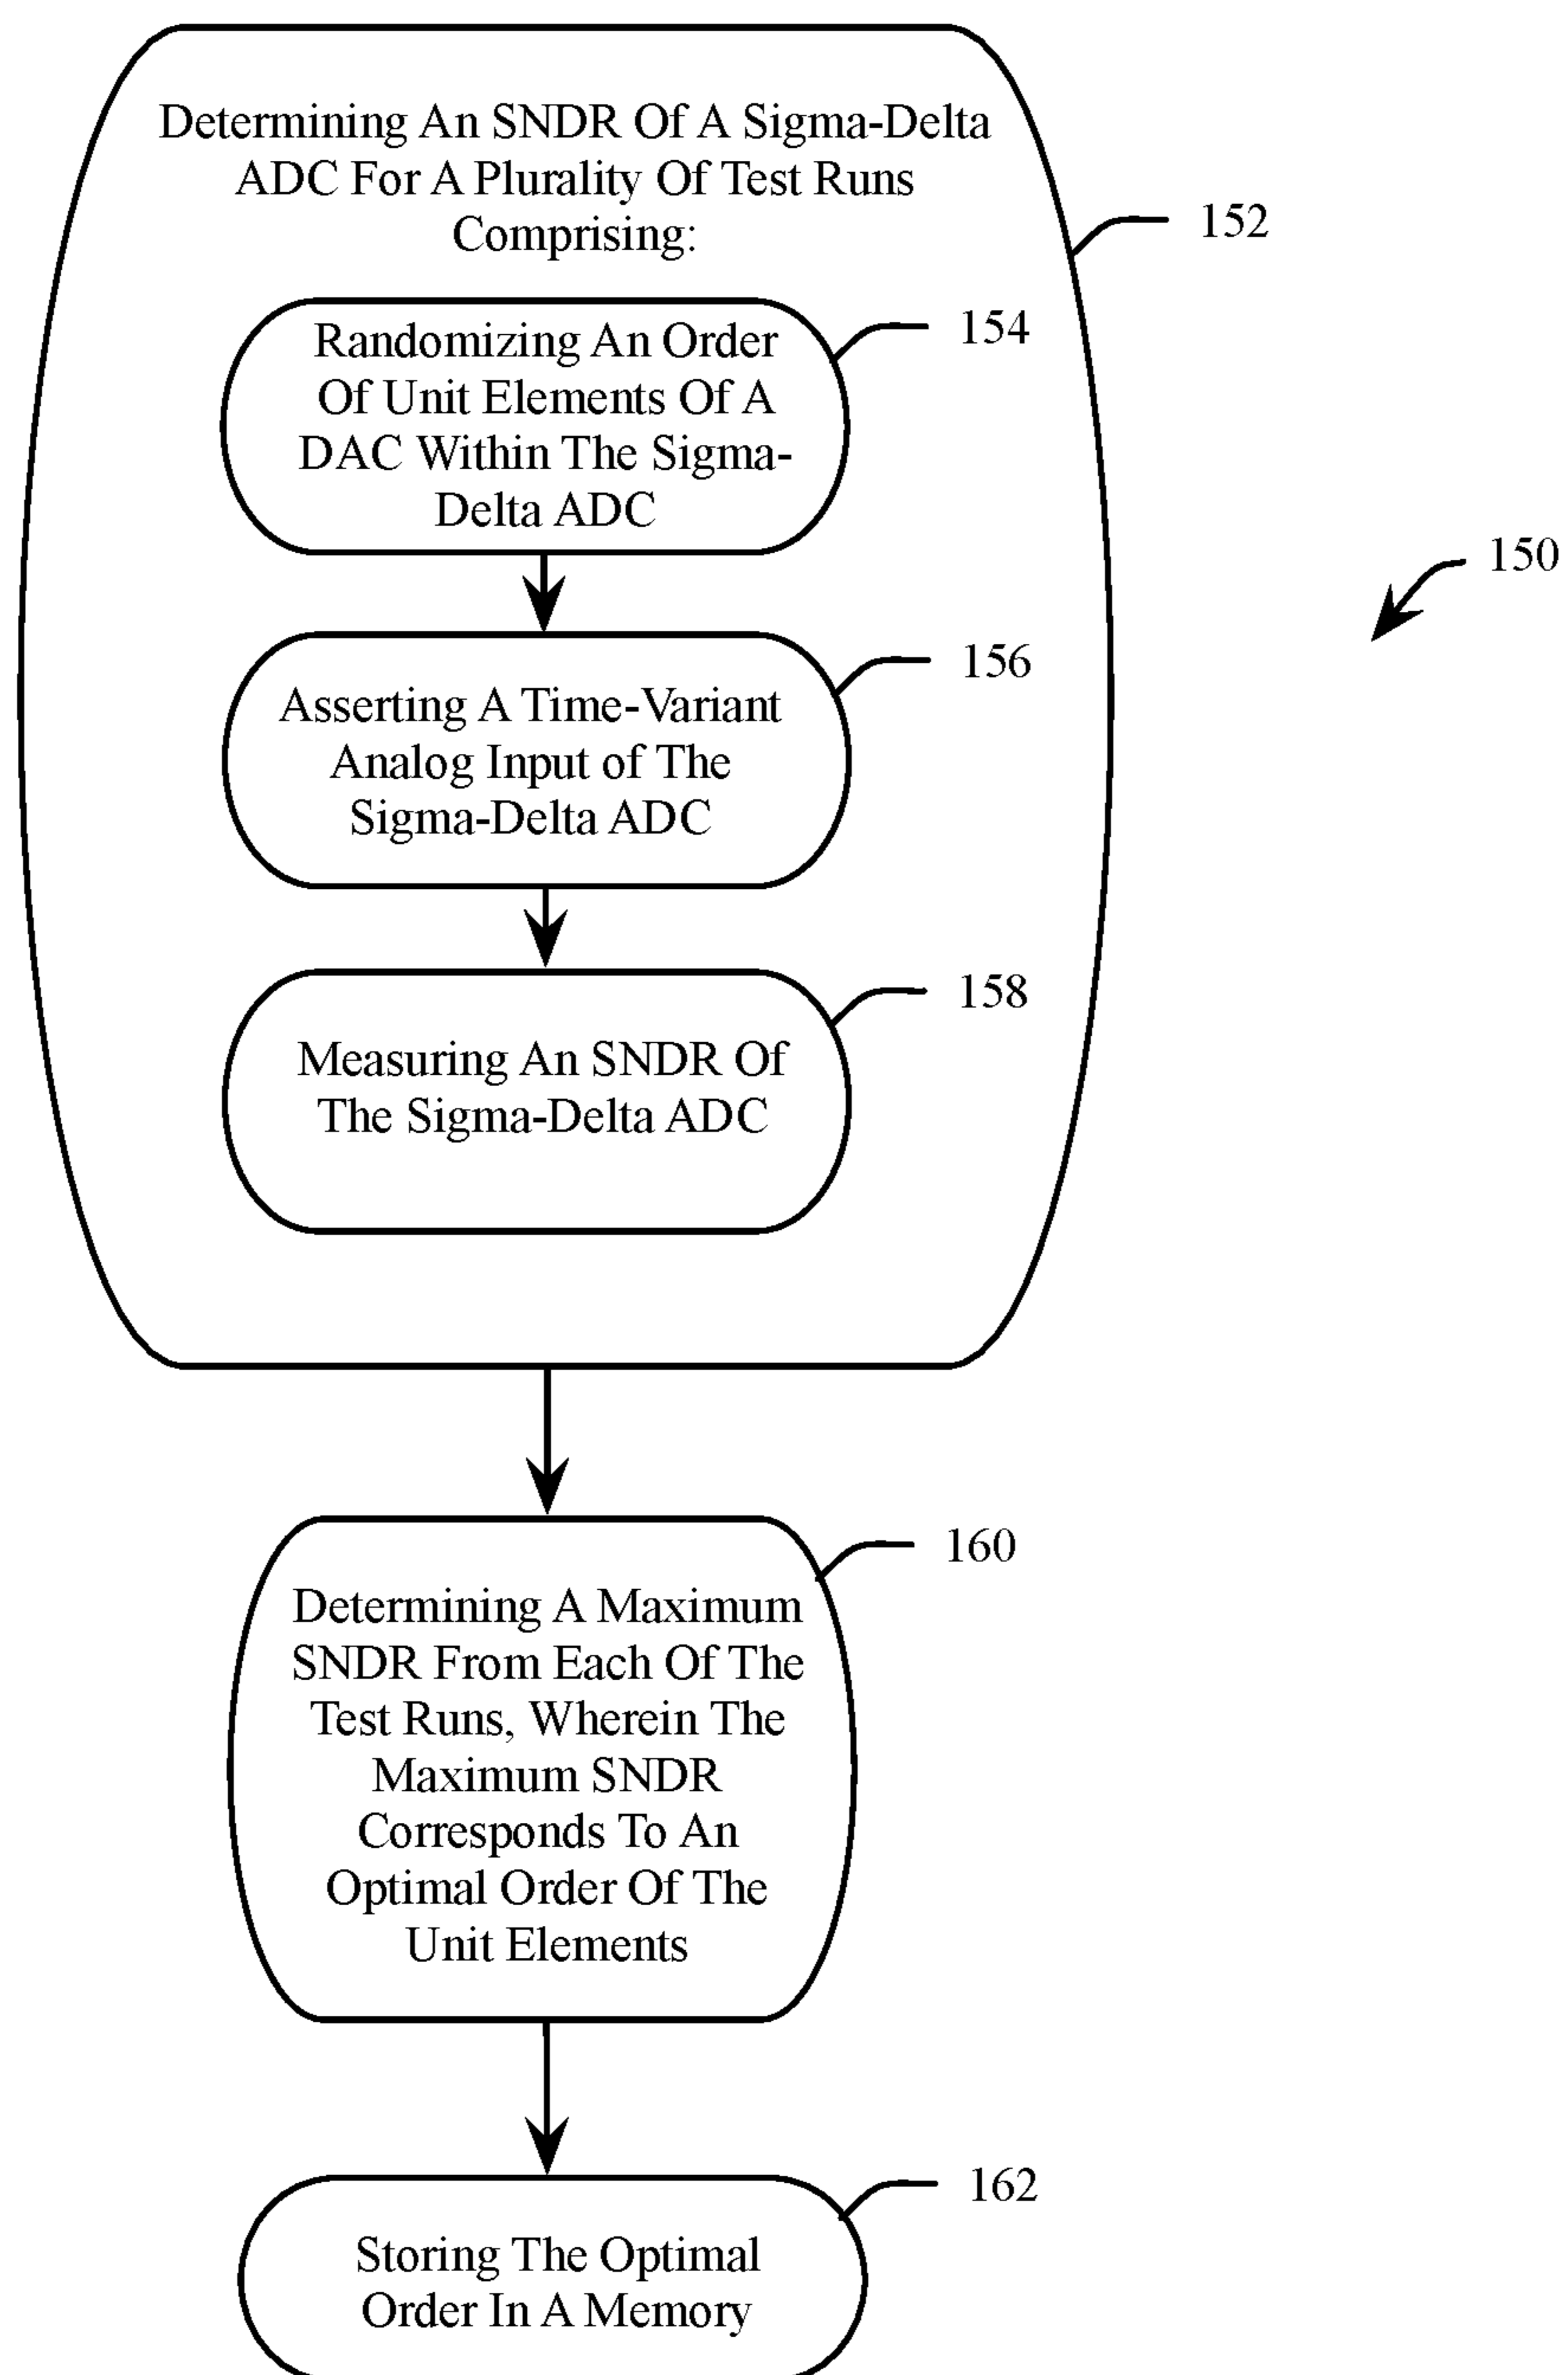 Determining An SNDR Of A Sigma-Delta
ADC For A Plurality Of Test Runs
Comprising:
152
Randomizing An Order
Of Unit Elements Of A
DAC Within The Sigma-
Delta ADC
154
150
Asserting A Time-Variant
Analog Input of The
Sigma-Delta ADC
156
Measuring An SNDR Of
The Sigma-Delta ADC
158
Determining A Maximum
SNDR From Each Of The
Test Runs, Wherein The
Maximum SNDR
Corresponds To An
Optimal Order Of The
Unit Elements
160
Storing The Optimal
Order In A Memory
162